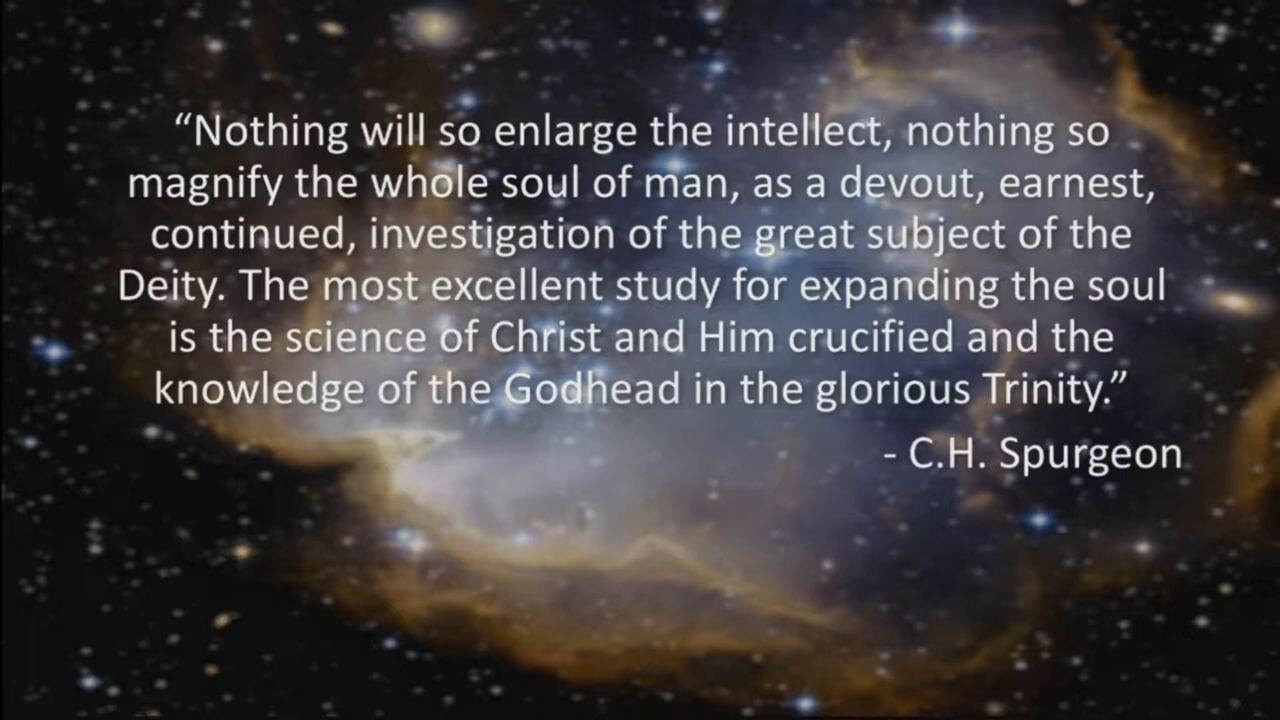 “Nothing will so enlarge the intellect, nothing so
magnify the whole soul of man, as a devout, earnest,
continued, investigation of the great subject of the
Deity. The most excellent study for expanding the soul
is the science of Christ and Him crucified and the
knowledge of the Godhead in the glorious Trinity.”
- C.H. Spurgeon